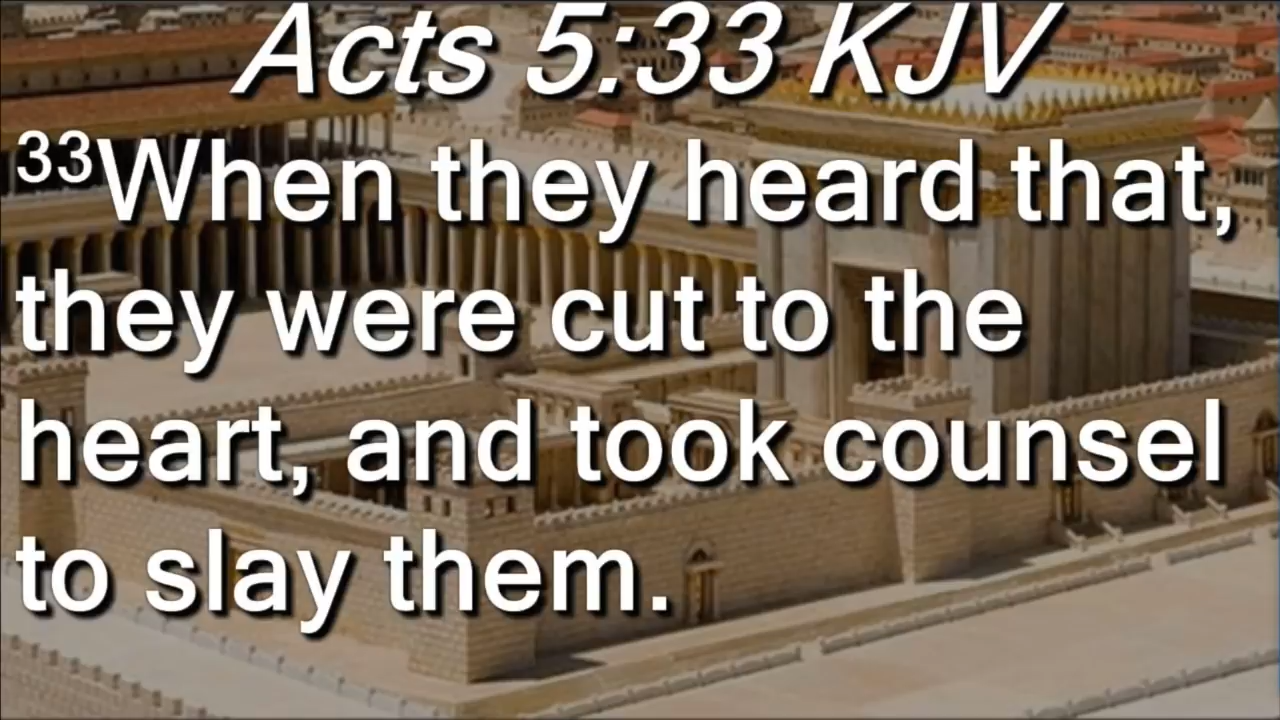 Acts 5:33 KJV
³³When they heard that,
they were cut to the
heart, and took counsel
to slay them.